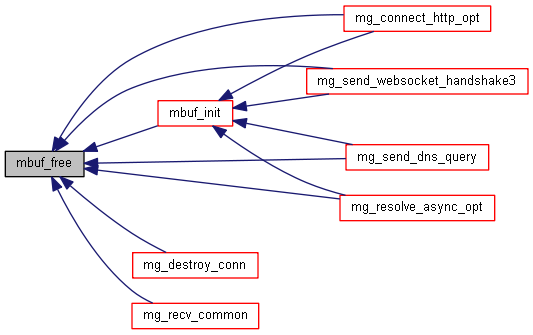 mg_connect_http_opt
mg_send_websocket_handshake3
mbuf_init
mbuf_free
mg_send_dns_query
mg_resolve_async_opt
mg_destroy_conn
mg_recv_common